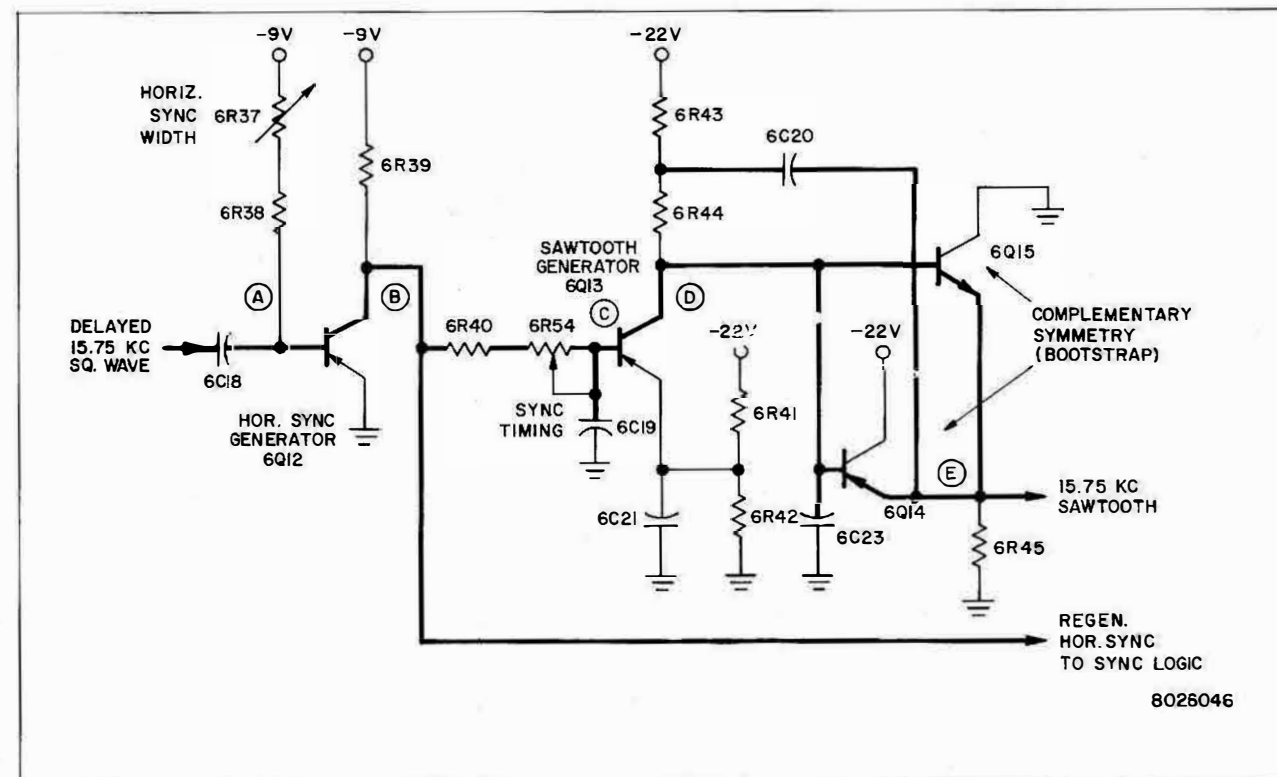 -9V
-9V
-22V
HORIZ.
SYNC
WIDTH
6R37
6R43
6C20
6R39
6R38
6R44
SAWTOOTH
GENERATOR
6Q13
6Q15
A
B
C
D
COMPLEMENTARY
SYMMETRY
(BOOTSTRAP)
DELAYED
15.75 KC
SQ. WAVE
6R40
6R54
-22V
-22V
6C18
SYNC
TIMING
6C19
6R41
HOR. SYNC
GENERATOR
6Q12
E
15.75 KC
SAWTOOTH
6C21
6R42
6Q14
6C23
6R45
REGEN.
HOR. SYNC
TO SYNC LOGIC
8026046